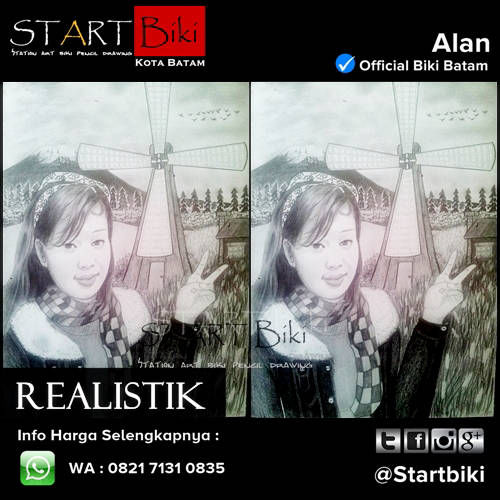 START Biki
STATION ART BIKI PENCIL DRAWING
KOTA BATAM
Alan
Official Biki Batam
START Biki
STATION ART BIKI PENCIL DRAWING
REALISTIK
Info Harga Selengkapnya :
WA : 0821 7131 0835
@Startbiki